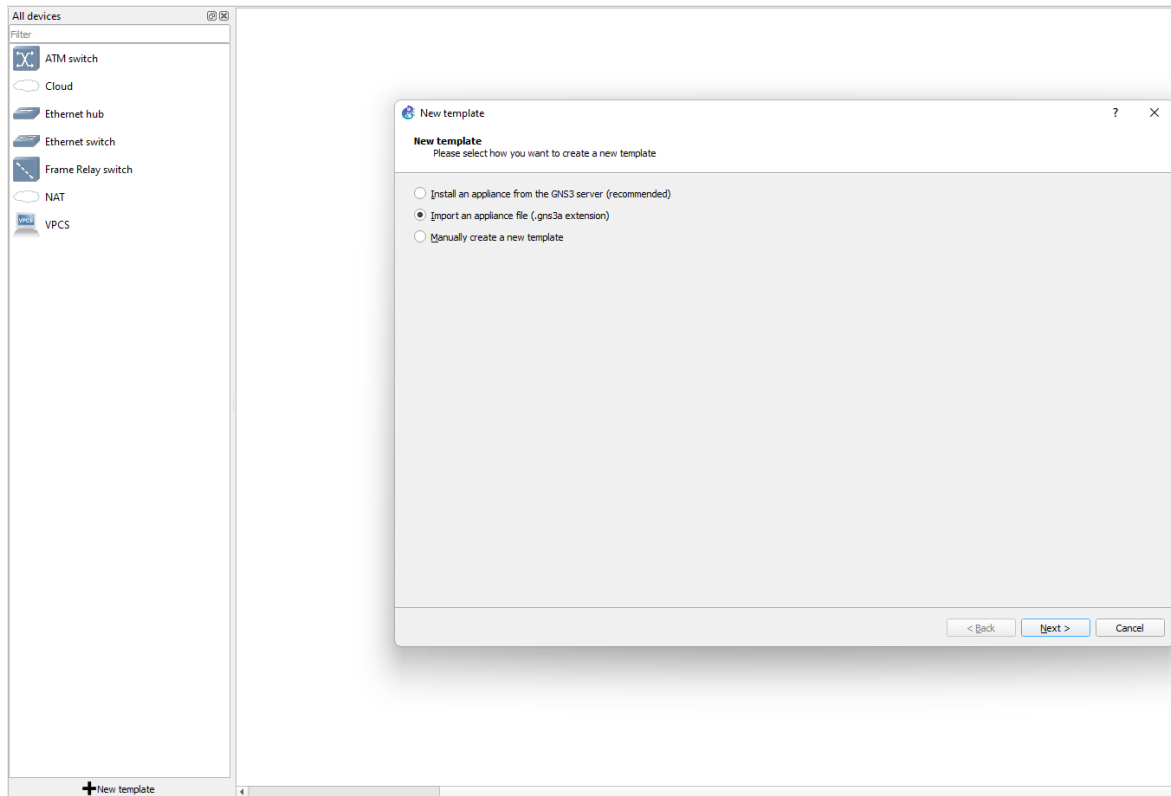 All devices
Filter
ATM switch
Cloud
Ethernet hub
Ethernet switch
Frame Relay switch
NAT
VPCS
VPCS
New template
New template
?
New template
Please select how you want to create a new template
Install an appliance from the GNS3 server (recommended)
Import an appliance file (.gns3a extension)
Manually create a new template
< Back
Next >
Cancel